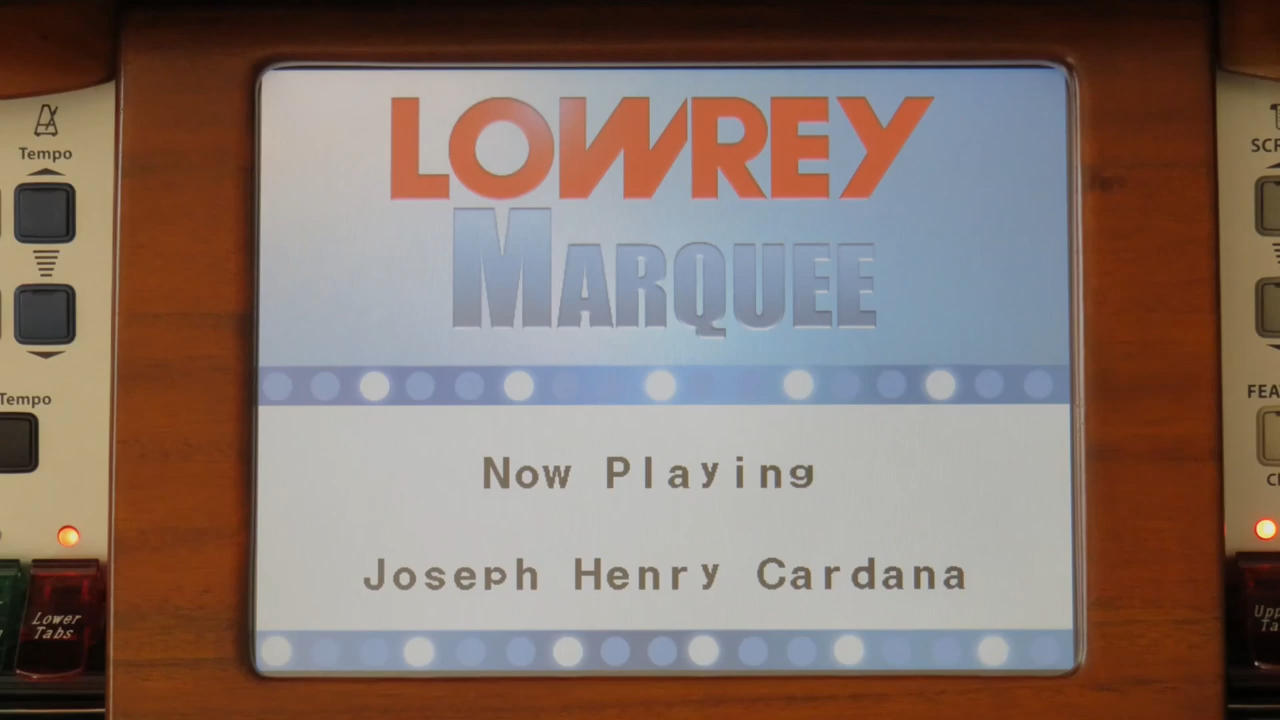 LOWREY
MARQUEE
Now Playing
Joseph Henry Cardana
Tempo
Tempo
Lower
Tabs